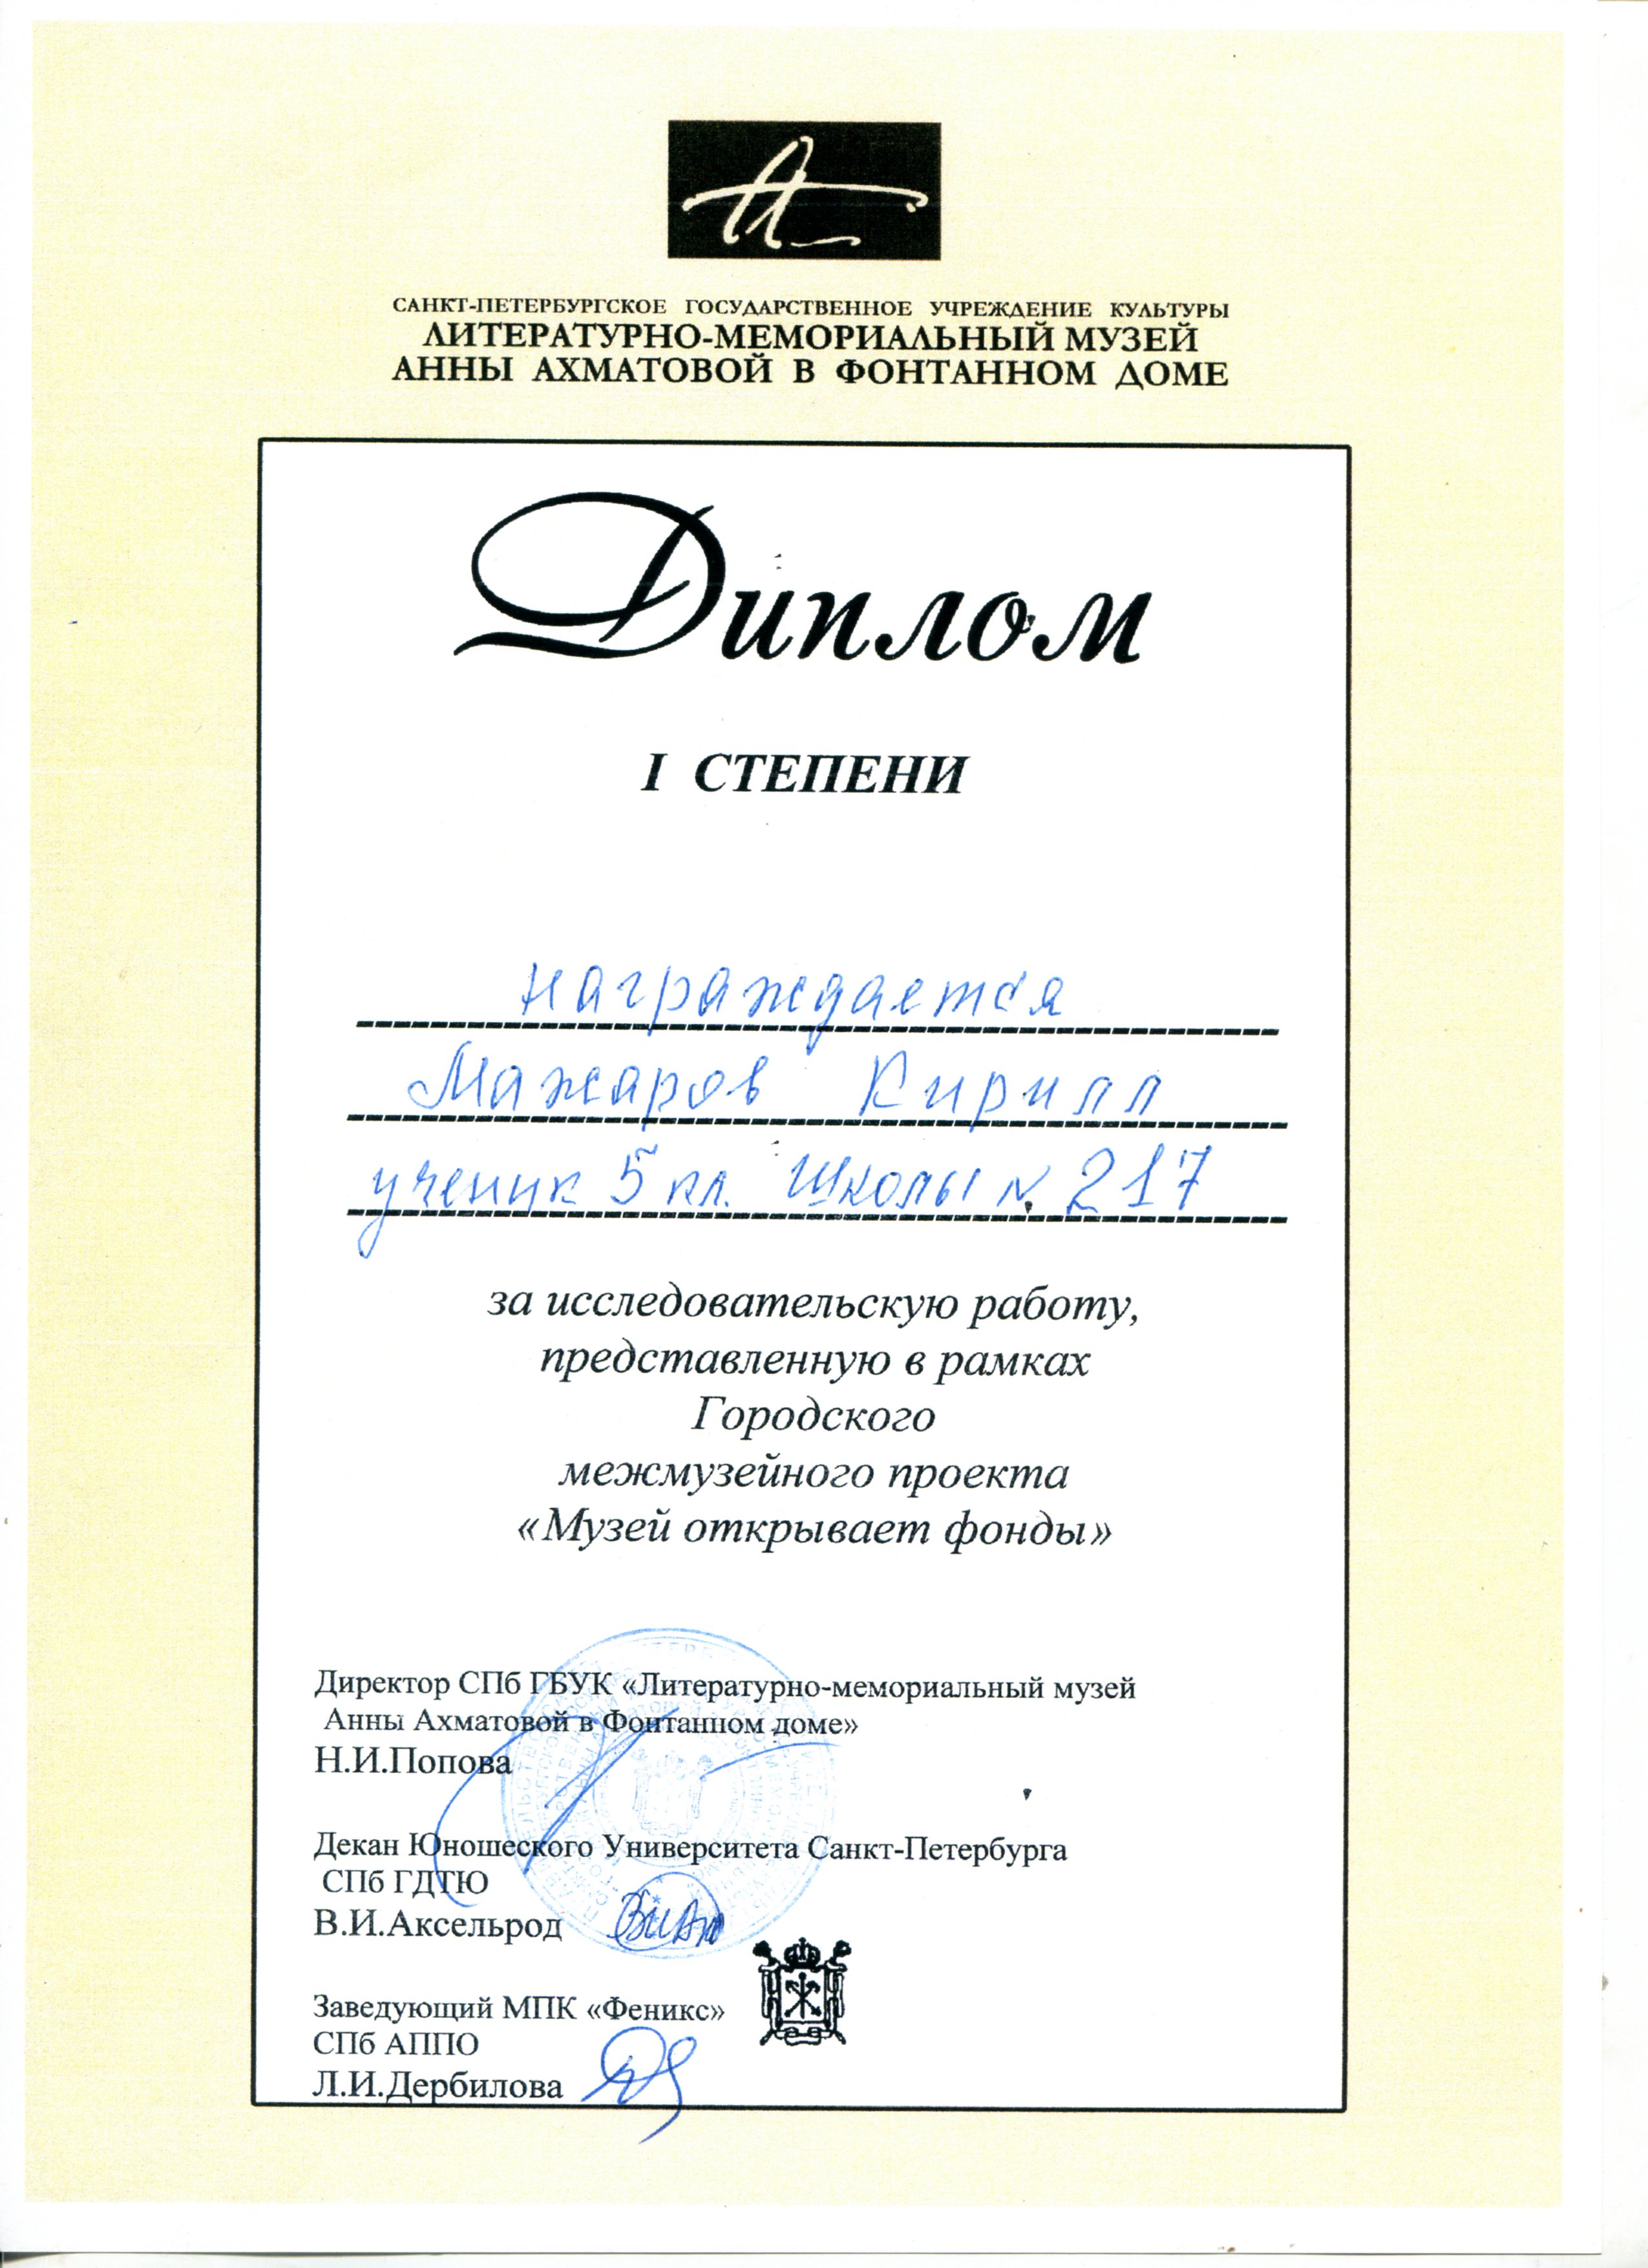 САНКТ-ПЕТЕРБУРГСКОЕ ГОСУДАРСТВЕННОЕ УЧРЕЖДЕНИЕ КУЛЬТУРЫ
ЛИТЕРАТУРНО-МЕМОРИАЛЬНЫЙ МУЗЕЙ
АННЫ АХМАТОВОЙ В ФОНТАННОМ ДОМЕ
Диплом
I СТЕПЕНИ
награждается
Мажаров Кирилл
ученик 5 кл. Школы № 217
за исследовательскую работу,
представленную в рамках
Городского
межмузейного проекта
«Музей открывает фонды»
Директор СПб ГБУК «Литературно-мемориальный музей
Анны Ахматовой в Фонтанном доме»
Н.И.Попова
Декан Юношеского Университета Санкт-Петербурга
СПб ГДТЮ
В.И.Аксельрод
Заведующий МПК «Феникс»
СПб АППО
Л.И.Дербилова